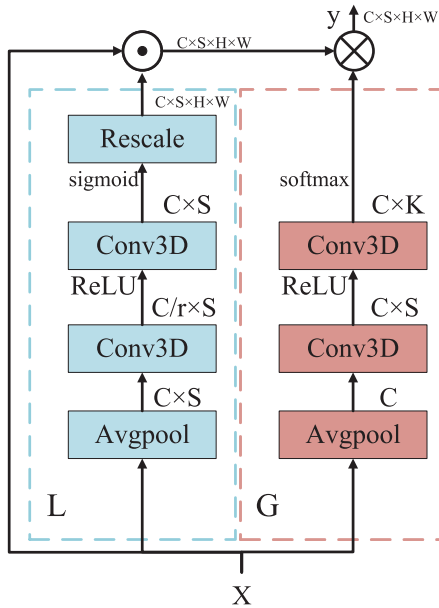 y
C×S×H×W
C×S×H×W
C×S×H×W
Rescale
sigmoid
softmax
C×S
C×K
Conv3D
Conv3D
ReLU
ReLU
C/r×S
C×S
Conv3D
Conv3D
C×S
C
Avgpool
Avgpool
L
G
X